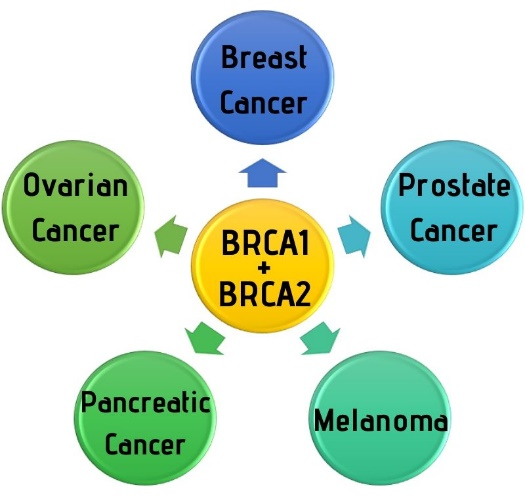 Breast
Cancer
Ovarian
Cancer
Prostate
Cancer
BRCA1
+
BRCA2
Pancreatic
Cancer
Melanoma